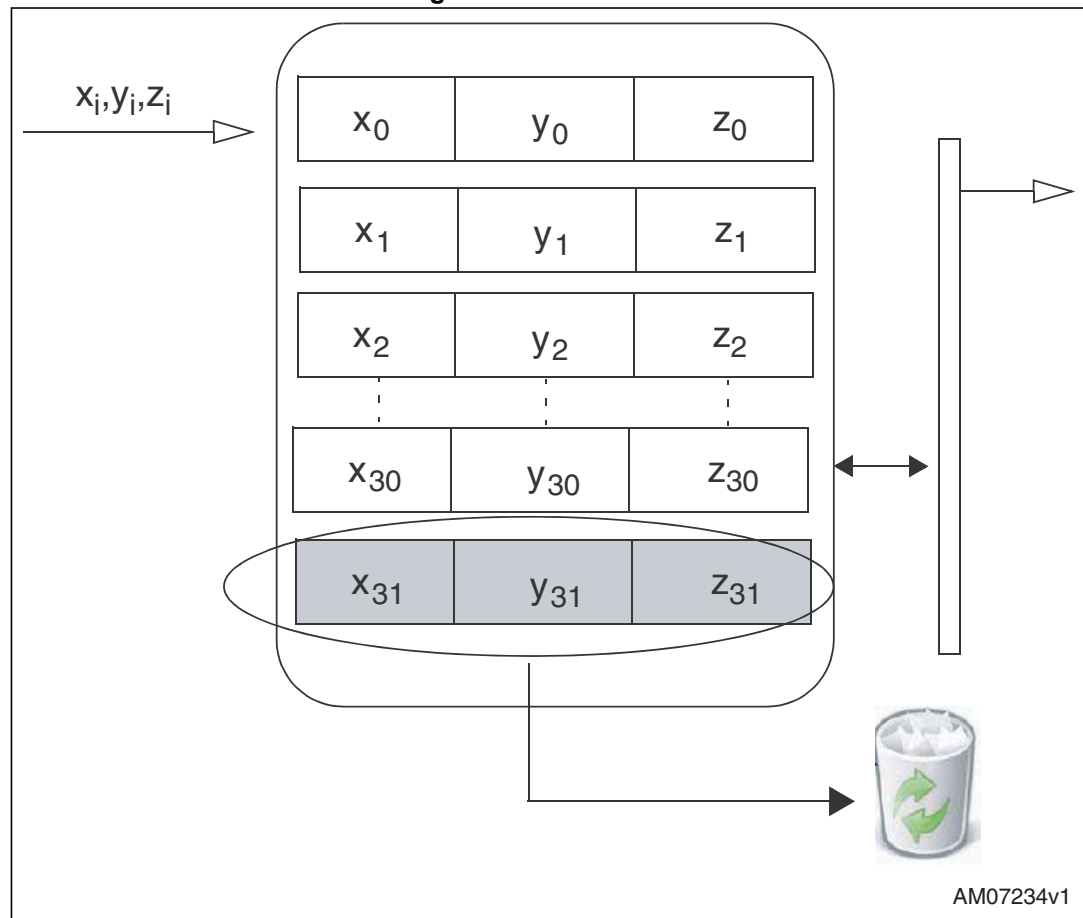 xᵢ,yᵢ,zᵢ
x₀ y₀ z₀
x₁ y₁ z₁
x₂ y₂ z₂
x₃₀ y₃₀ z₃₀
x₃₁ y₃₁ z₃₁
AM07234v1